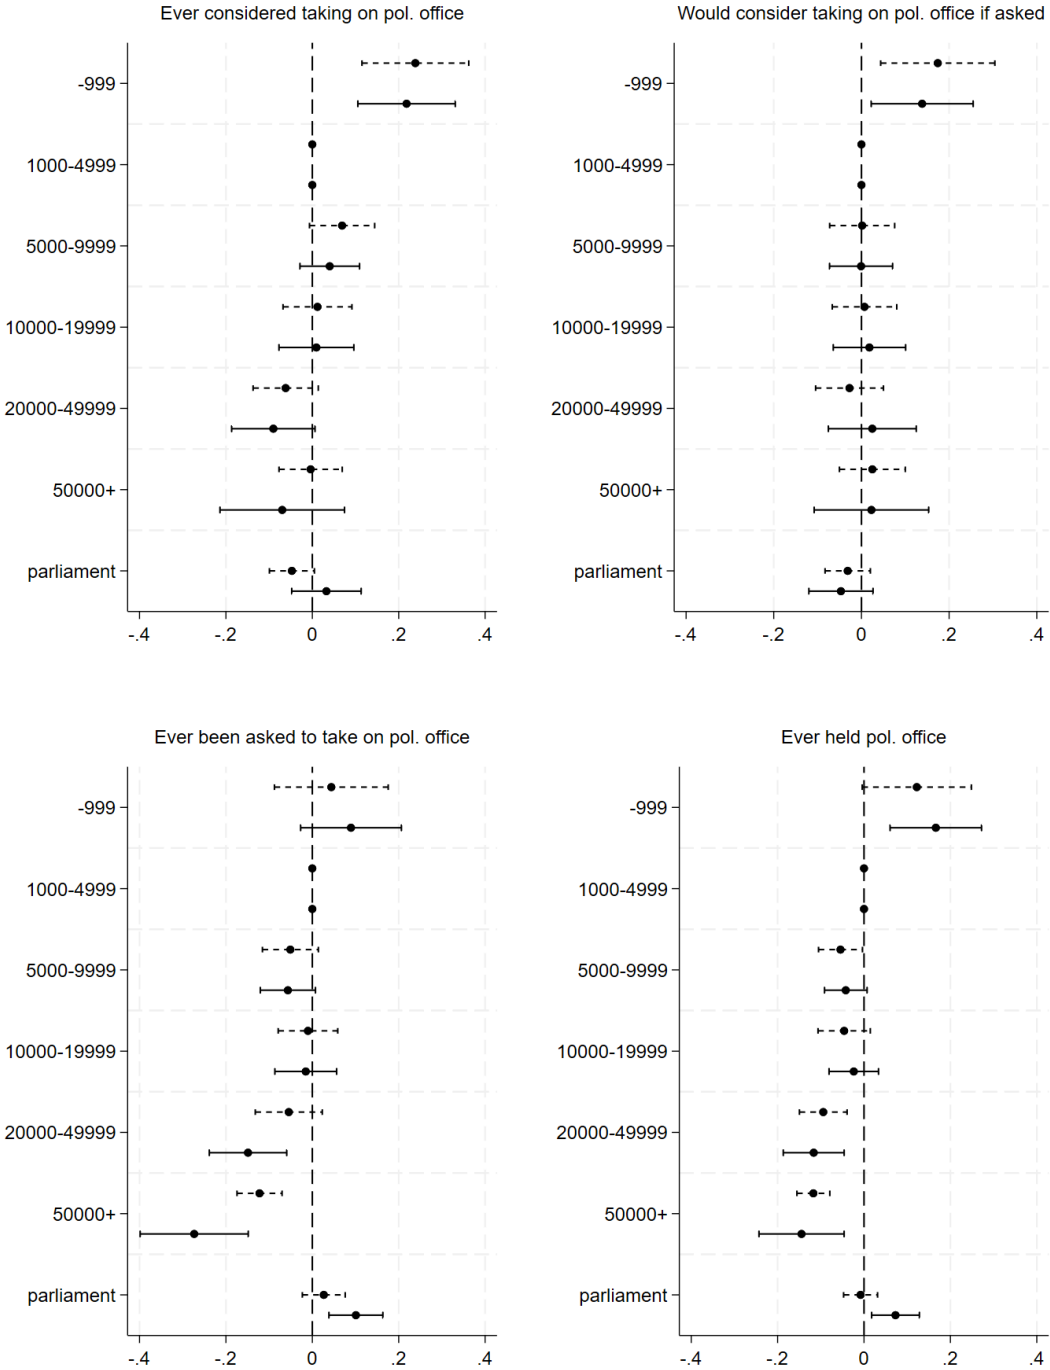 Ever considered taking on pol. office
-999
1000-4999
5000-9999
10000-19999
20000-49999
50000+
parliament
-.4 -.2 0 .2 .4
Would consider taking on pol. office if asked
-999
1000-4999
5000-9999
10000-19999
20000-49999
50000+
parliament
-.4 -.2 0 .2 .4
Ever been asked to take on pol. office
-999
1000-4999
5000-9999
10000-19999
20000-49999
50000+
parliament
-.4 -.2 0 .2 .4
Ever held pol. office
-999
1000-4999
5000-9999
10000-19999
20000-49999
50000+
parliament
-.4 -.2 0 .2 .4